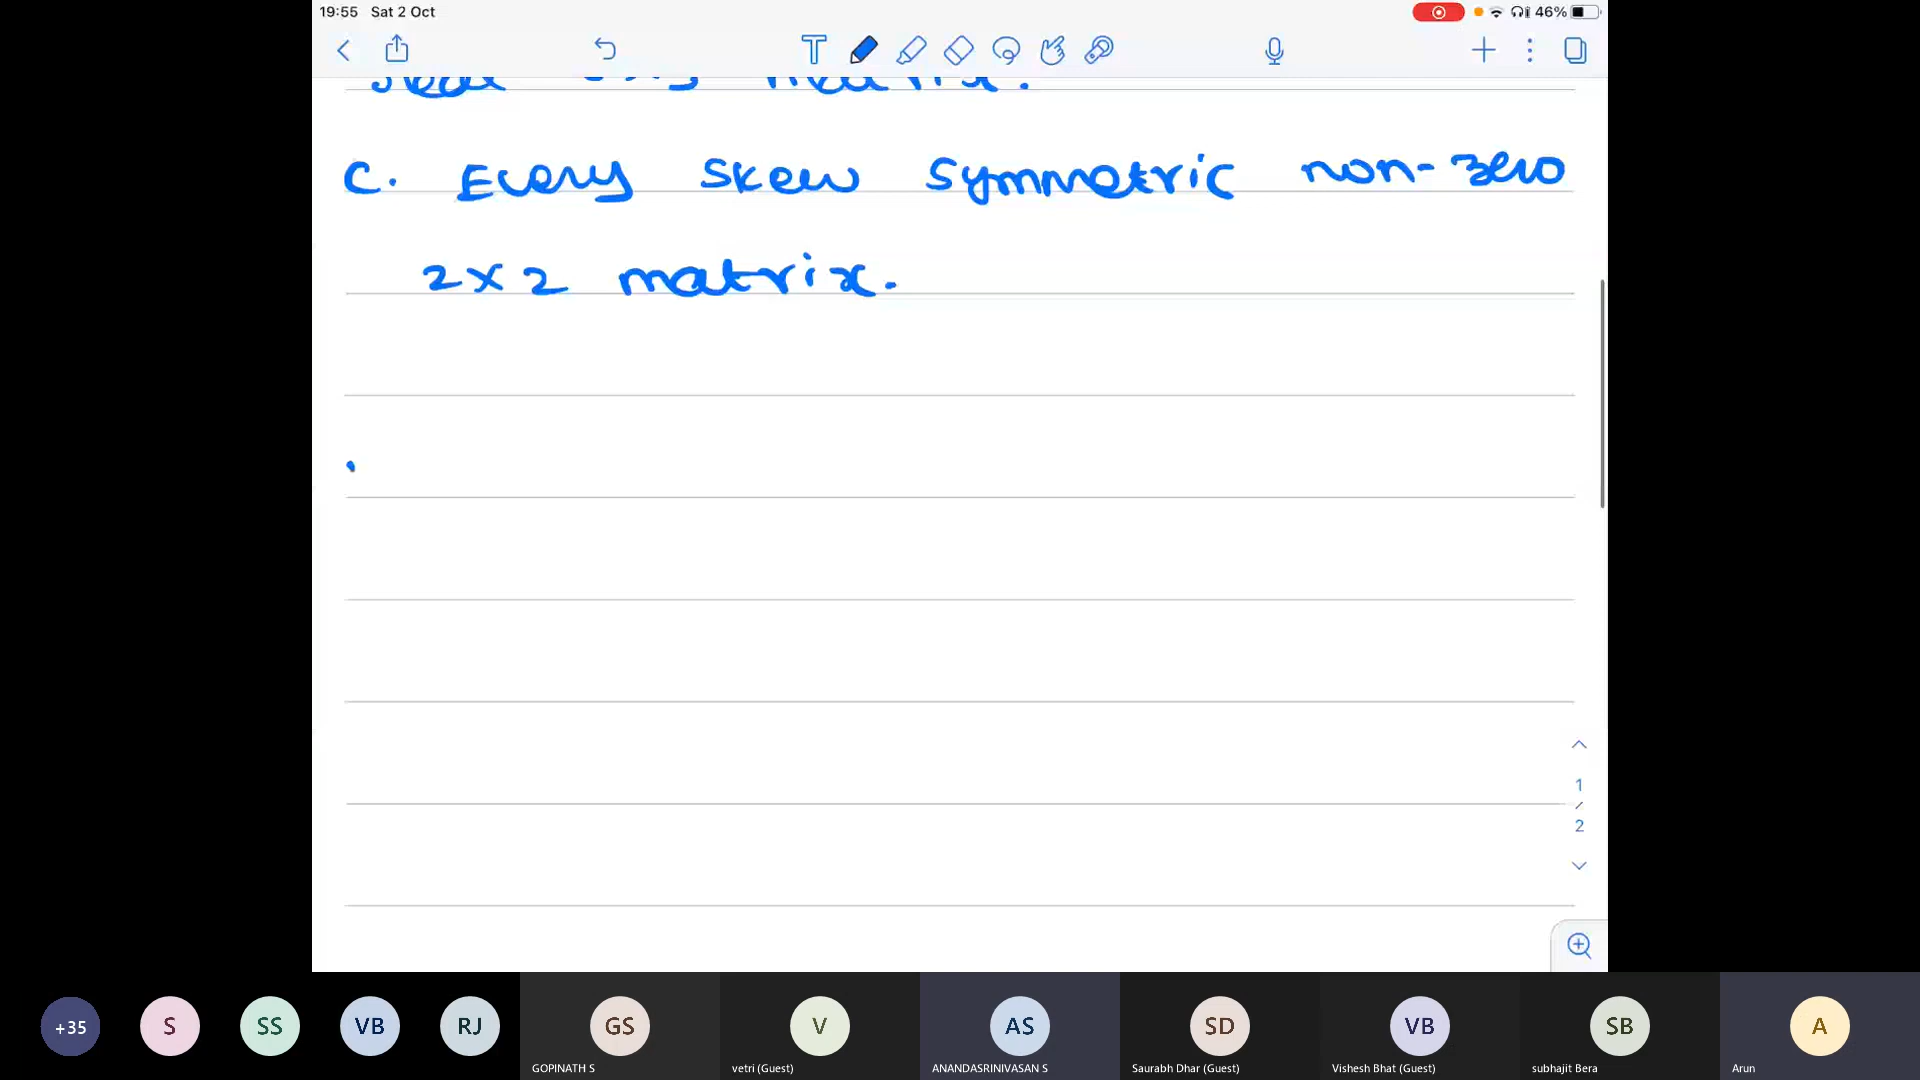 19:55 Sat 2 Oct
46%
T
matrix.
C. Every skew symmetric non-zero
2x2 matrix.
1
2
+35
S
SS
VB
RJ
GS
V
AS
SD
VB
SB
A
GOPINATH S
vetri (Guest)
ANANDASRINIVASAN S
Saurabh Dhar (Guest)
Vishesh Bhat (Guest)
subhajit Bera
Arun